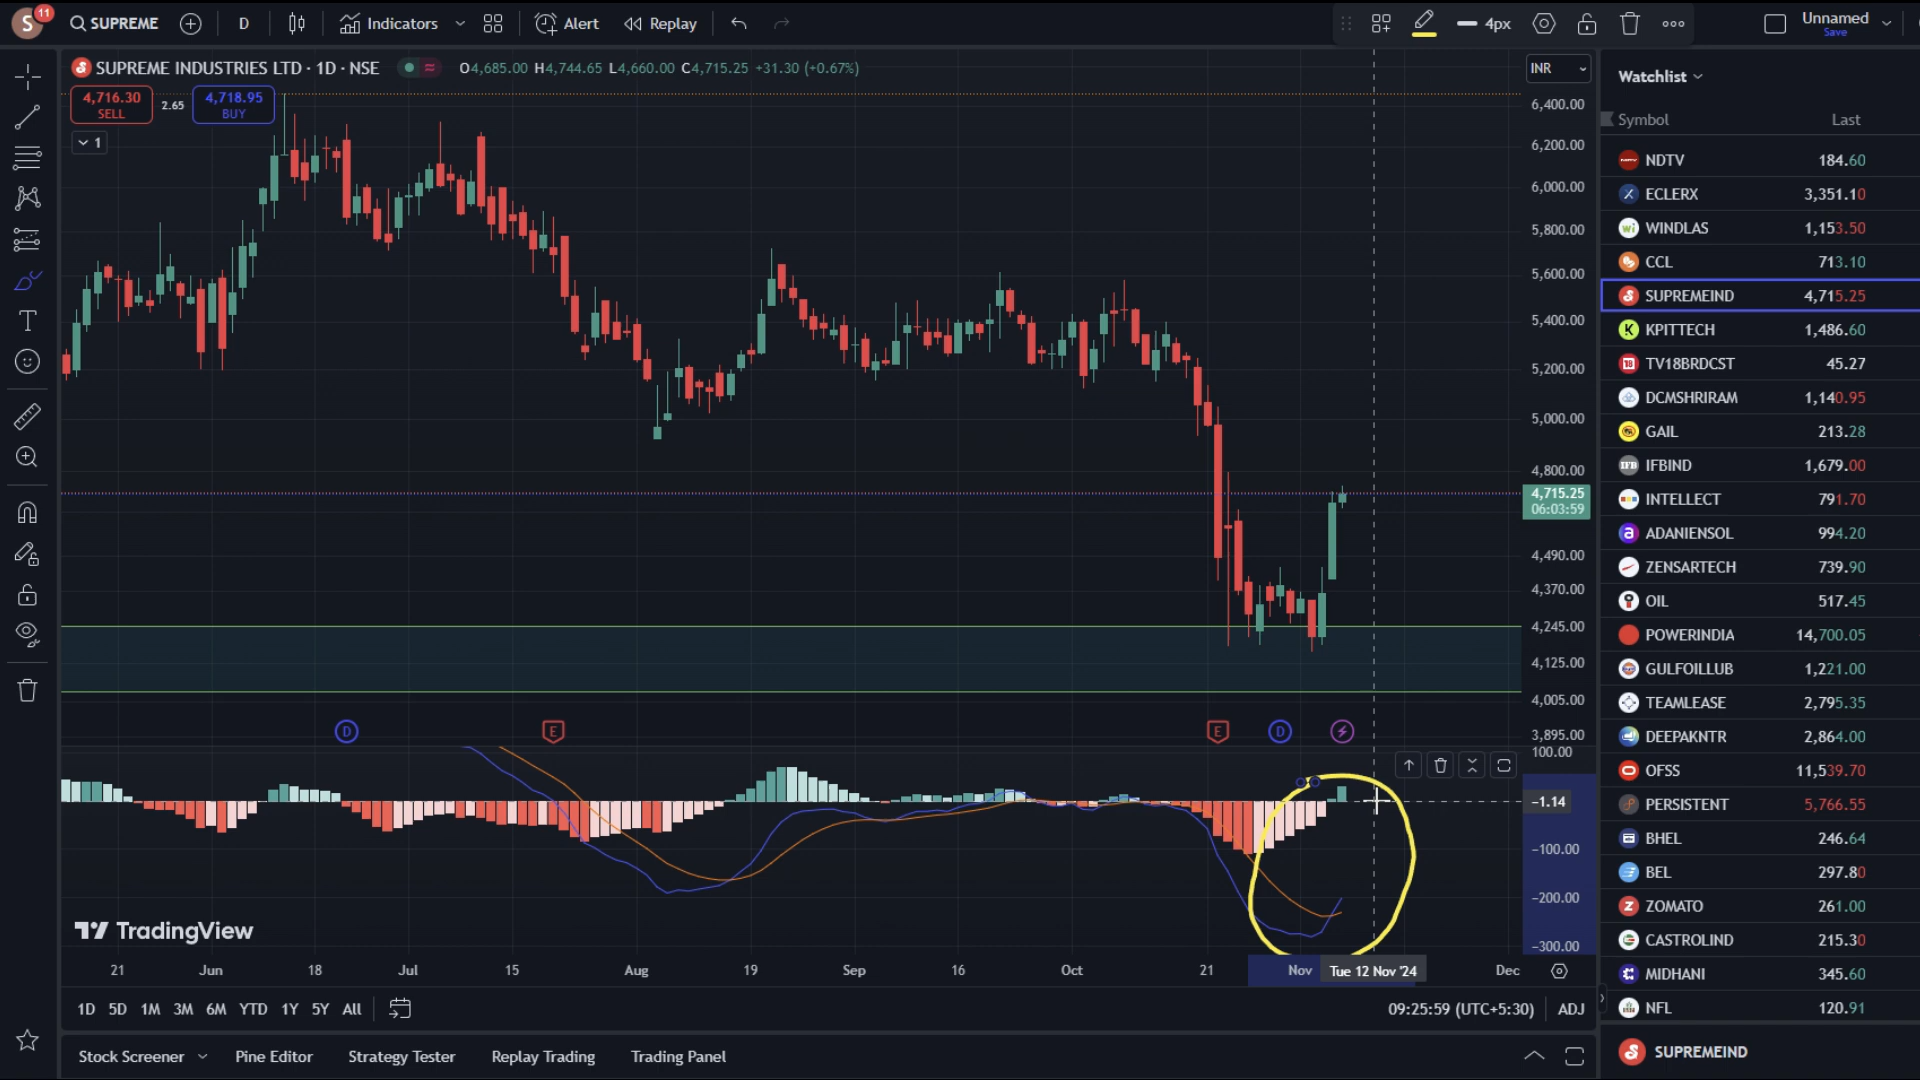 S 11 SUPREME D Indicators Alert Replay 4px Unnamed
Save
SUPREME INDUSTRIES LTD · 1D · NSE O4,685.00 H4,744.65 L4,660.00 C4,715.25 +31.30 (+0.67%) INR
4,716.30 2.65 4,718.95
SELL BUY
1
6,400.00
6,200.00
6,000.00
5,800.00
5,600.00
5,400.00
5,200.00
5,000.00
4,800.00
4,715.25
06:03:59
4,490.00
4,370.00
4,245.00
4,125.00
4,005.00
3,895.00
D E E D
100.00
−1.14
−100.00
−200.00
−300.00
TradingView
21 Jun 18 Jul 15 Aug 19 Sep 16 Oct 21 Nov Tue 12 Nov '24 Dec
1D 5D 1M 3M 6M YTD 1Y 5Y All 09:25:59 (UTC+5:30) ADJ
Stock Screener Pine Editor Strategy Tester Replay Trading Trading Panel
Watchlist
Symbol Last
NDTV 184.60
ECLERX 3,351.10
WINDLAS 1,153.50
CCL 713.10
SUPREMEIND 4,715.25
KPITTECH 1,486.60
TV18BRDCST 45.27
DCMSHRIRAM 1,140.95
GAIL 213.28
IFBIND 1,679.00
INTELLECT 791.70
ADANIENSOL 994.20
ZENSARTECH 739.90
OIL 517.45
POWERINDIA 14,700.05
GULFOILLUB 1,221.00
TEAMLEASE 2,795.35
DEEPAKNTR 2,864.00
OFSS 11,539.70
PERSISTENT 5,766.55
BHEL 246.64
BEL 297.80
ZOMATO 261.00
CASTROLIND 215.30
MIDHANI 345.60
NFL 120.91
SUPREMEIND